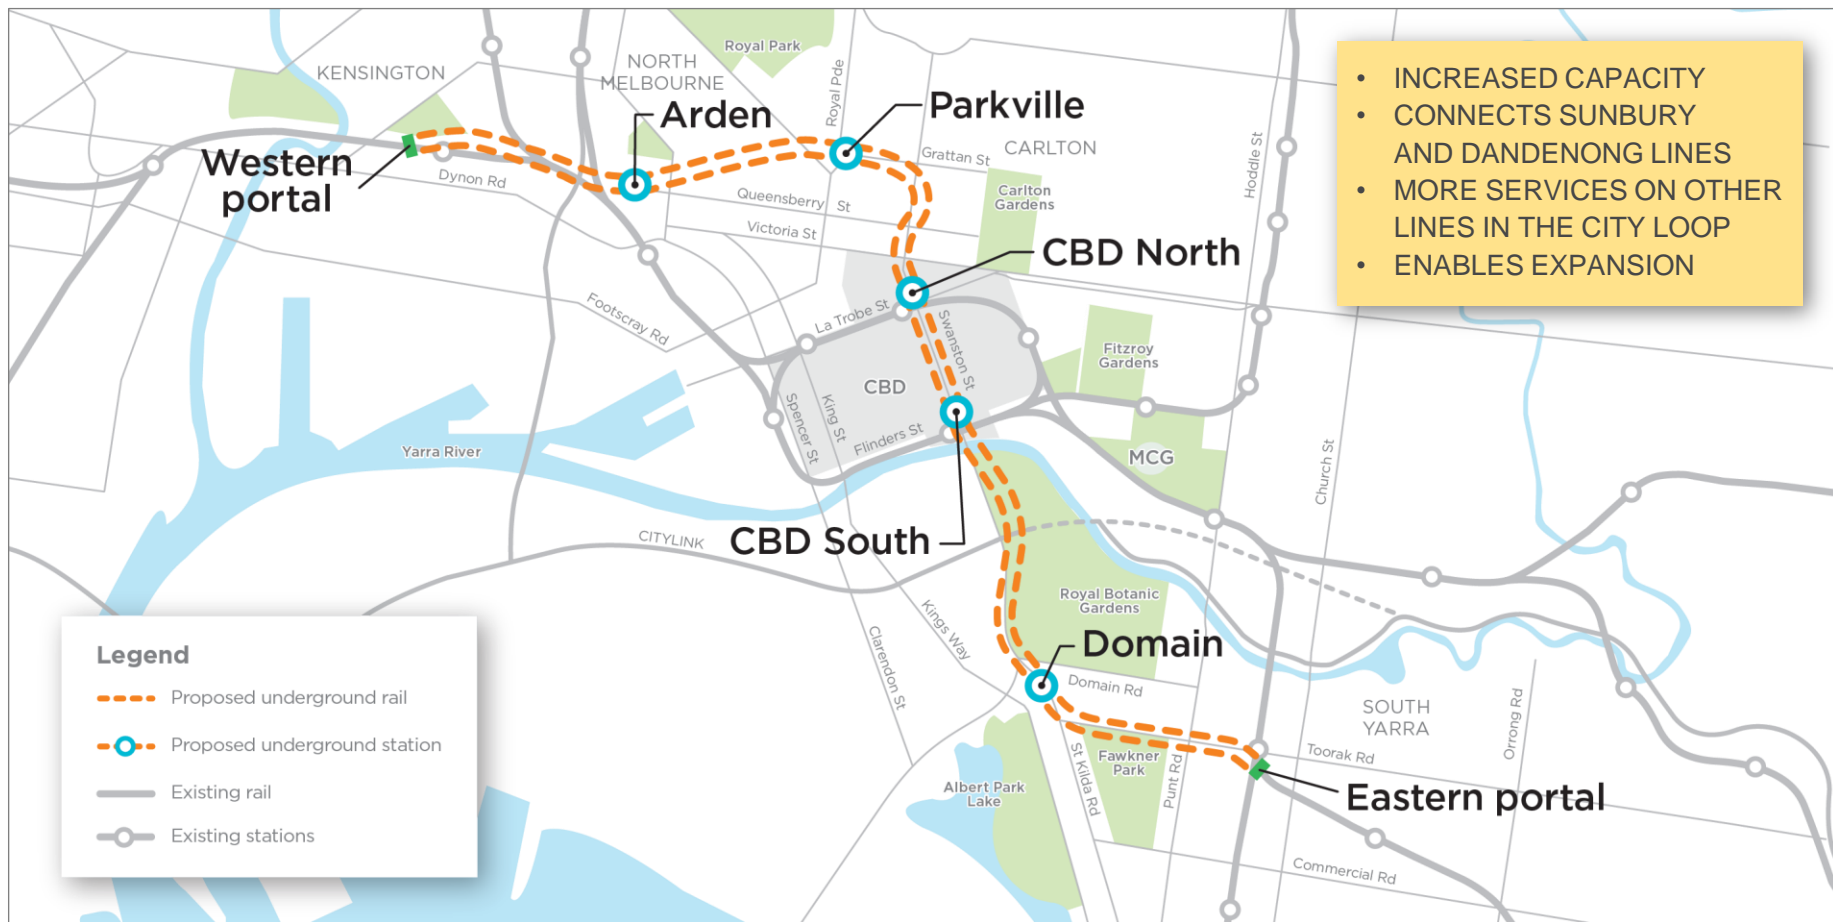 Royal Park
KENSINGTON
NORTH
MELBOURNE
Royal Pde
Arden
Parkville
Western
portal
Dynon Rd
Grattan St
CARLTON
Hoddle St
Carlton
Gardens
Queensberry St
Victoria St
CBD North
• INCREASED CAPACITY
• CONNECTS SUNBURY
AND DANDENONG LINES
• MORE SERVICES ON OTHER
LINES IN THE CITY LOOP
• ENABLES EXPANSION
Footscray Rd
La Trobe St
Swanston St
Fitzroy
Gardens
CBD
Spencer St
King St
Flinders St
Yarra River
MCG
Church St
CITYLINK
CBD South
Royal Botanic
Gardens
Kings Way
Clarendon St
Domain
Domain Rd
SOUTH
YARRA
Orrong Rd
Toorak Rd
St Kilda Rd
Fawkner
Park
Punt Rd
Albert Park
Lake
Eastern portal
Commercial Rd
Legend
Proposed underground rail
Proposed underground station
Existing rail
Existing stations